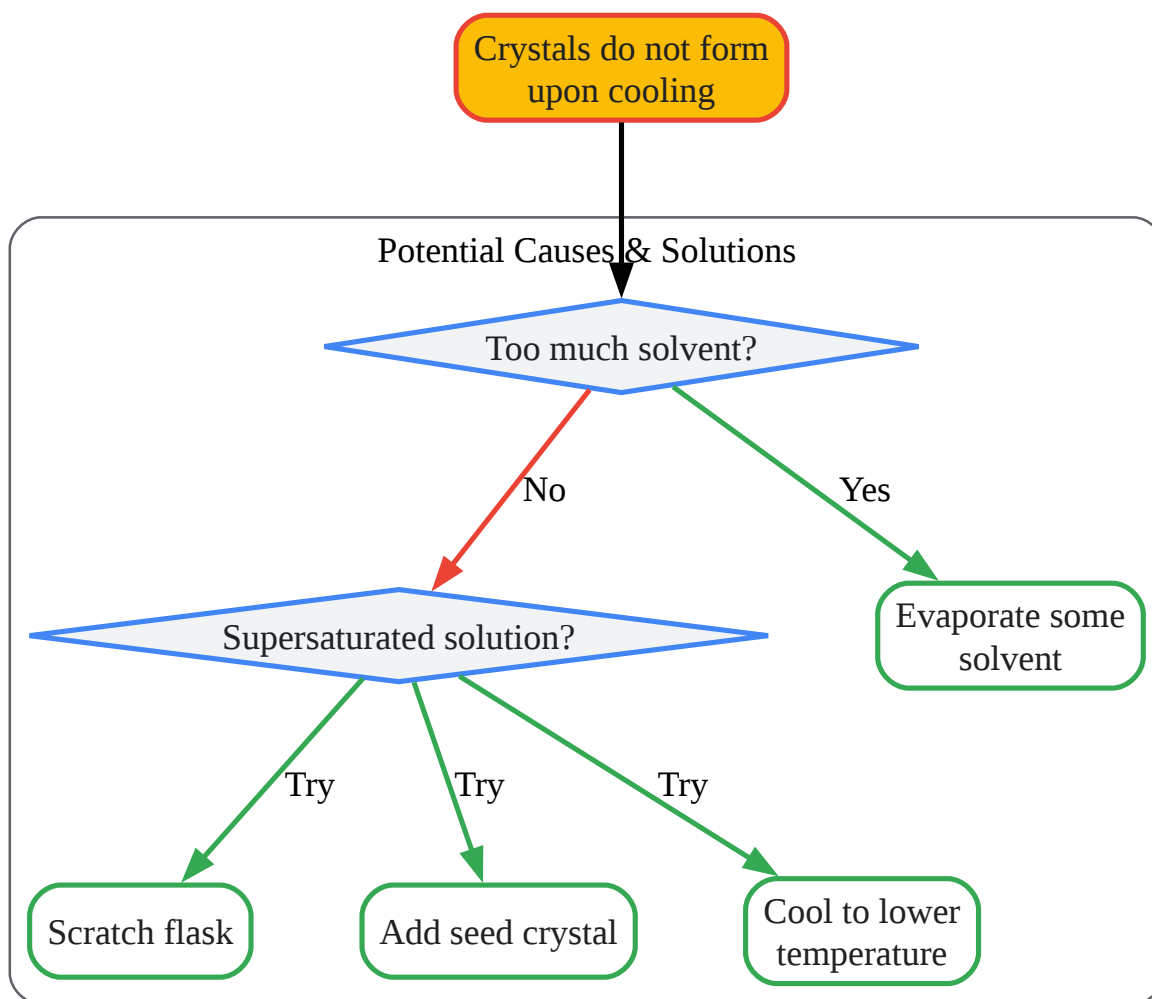 Crystals do not form
upon cooling
Potential Causes & Solutions
Too much solvent?
No
Yes
Supersaturated solution?
Evaporate some
solvent
Try
Try
Try
Scratch flask
Add seed crystal
Cool to lower
temperature